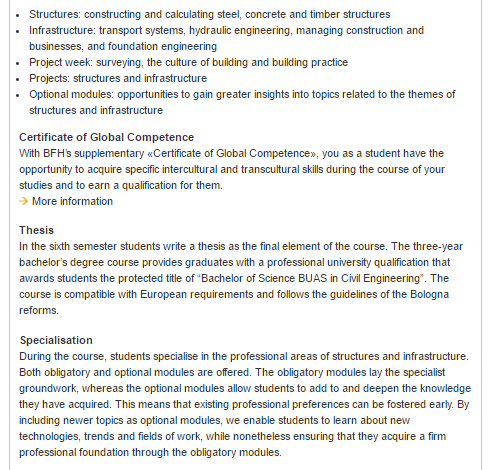 • Structures: constructing and calculating steel, concrete and timber structures
• Infrastructure: transport systems, hydraulic engineering, managing construction and
businesses, and foundation engineering
• Project week: surveying, the culture of building and building practice
• Projects: structures and infrastructure
• Optional modules: opportunities to gain greater insights into topics related to the themes of
structures and infrastructure
Certificate of Global Competence
With BFH's supplementary «Certificate of Global Competence», you as a student have the
opportunity to acquire specific intercultural and transcultural skills during the course of your
studies and to earn a qualification for them.
→ More information
Thesis
In the sixth semester students write a thesis as the final element of the course. The three-year
bachelor's degree course provides graduates with a professional university qualification that
awards students the protected title of “Bachelor of Science BUAS in Civil Engineering”. The
course is compatible with European requirements and follows the guidelines of the Bologna
reforms.
Specialisation
During the course, students specialise in the professional areas of structures and infrastructure.
Both obligatory and optional modules are offered. The obligatory modules lay the specialist
groundwork, whereas the optional modules allow students to add to and deepen the knowledge
they have acquired. This means that existing professional preferences can be fostered early. By
including newer topics as optional modules, we enable students to learn about new
technologies, trends and fields of work, while nonetheless ensuring that they acquire a firm
professional foundation through the obligatory modules.